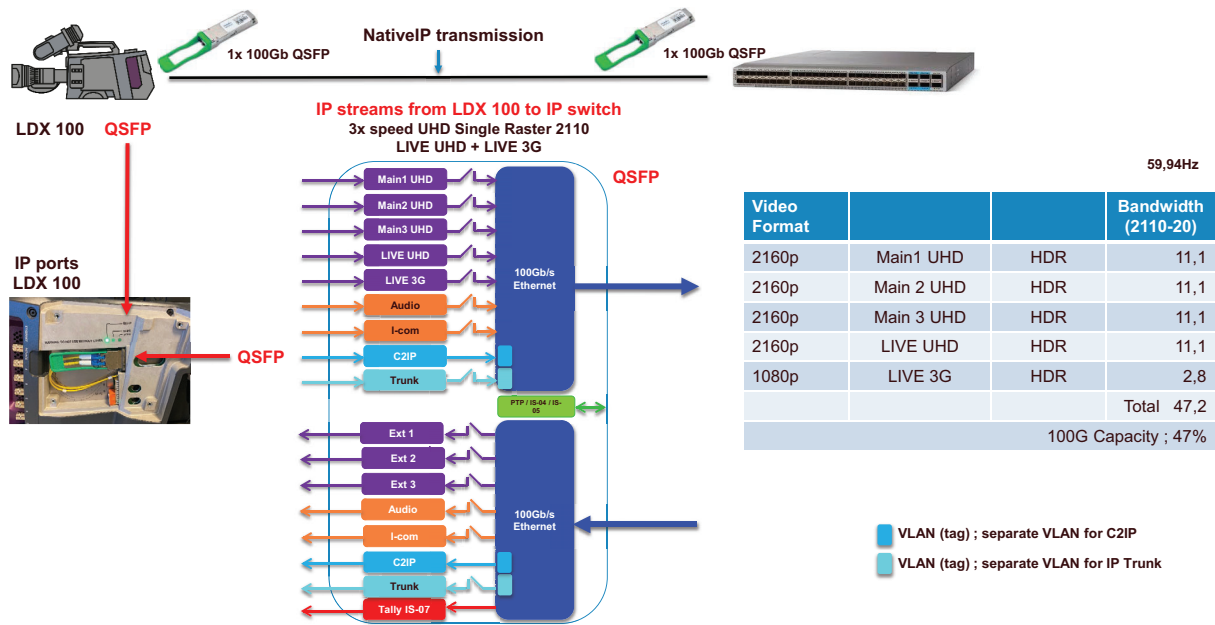 1x 100Gb QSFP
NativeIP transmission
1x 100Gb QSFP
LDX 100
QSFP
IP streams from LDX 100 to IP switch
3x speed UHD Single Raster 2110
LIVE UHD + LIVE 3G
QSFP
IP ports
LDX 100
QSFP
Main1 UHD
Main2 UHD
Main3 UHD
LIVE UHD
LIVE 3G
Audio
I-com
C2IP
Trunk
100Gb/s
Ethernet
PTP / IS-04 / IS-
05
Ext 1
Ext 2
Ext 3
Audio
I-com
C2IP
Trunk
Tally IS-07
100Gb/s
Ethernet
59,94Hz
Video
Format
Bandwidth
(2110-20)
2160p Main1 UHD HDR 11,1
2160p Main 2 UHD HDR 11,1
2160p Main 3 UHD HDR 11,1
2160p LIVE UHD HDR 11,1
1080p LIVE 3G HDR 2,8
Total 47,2
100G Capacity ; 47%
VLAN (tag) ; separate VLAN for C2IP
VLAN (tag) ; separate VLAN for IP Trunk